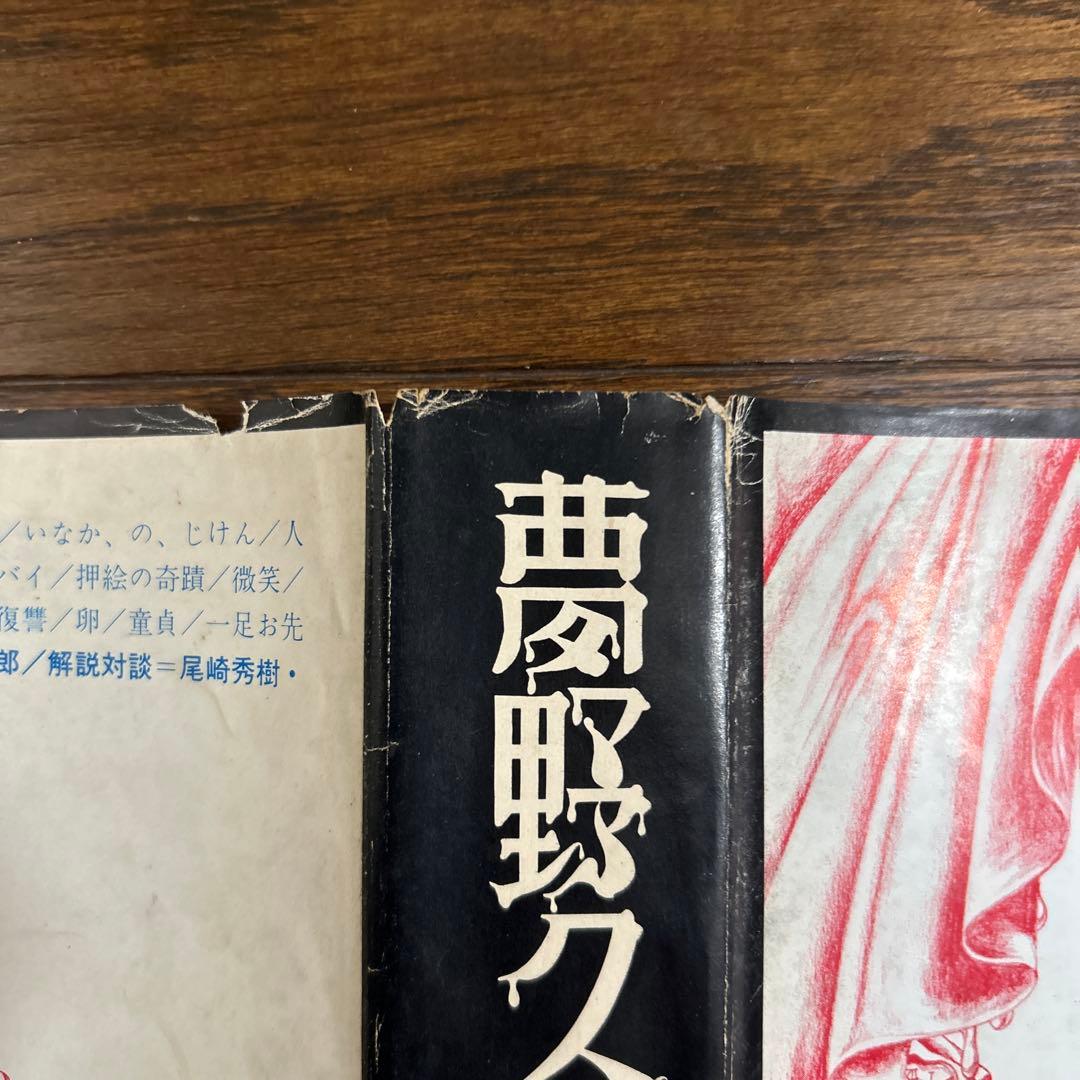 ／いなか、の、じけん／人
バイ／押絵の奇蹟／微笑／
復讐／卵／童貞／一足お先
郎／解説対談＝尾崎秀樹・
夢野久